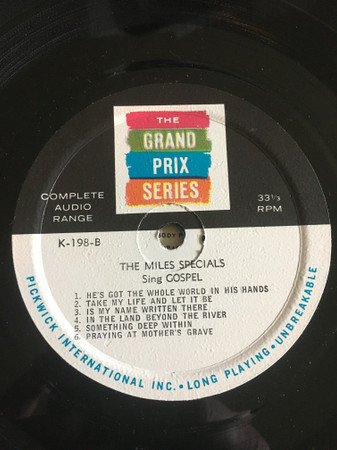 THE
GRAND
PRIX
SERIES
COMPLETE
AUDIO
RANGE
33⅓
RPM
K-198-B
THE MILES SPECIALS
Sing GOSPEL
1. HE'S GOT THE WHOLE WORLD IN HIS HANDS
2. TAKE MY LIFE AND LET IT BE
3. IS MY NAME WRITTEN THERE
4. IN THE LAND BEYOND THE RIVER
5. SOMETHING DEEP WITHIN
6. PRAYING AT MOTHER'S GRAVE
PICKWICK INTERNATIONAL INC. • LONG PLAYING • UNBREAKABLE